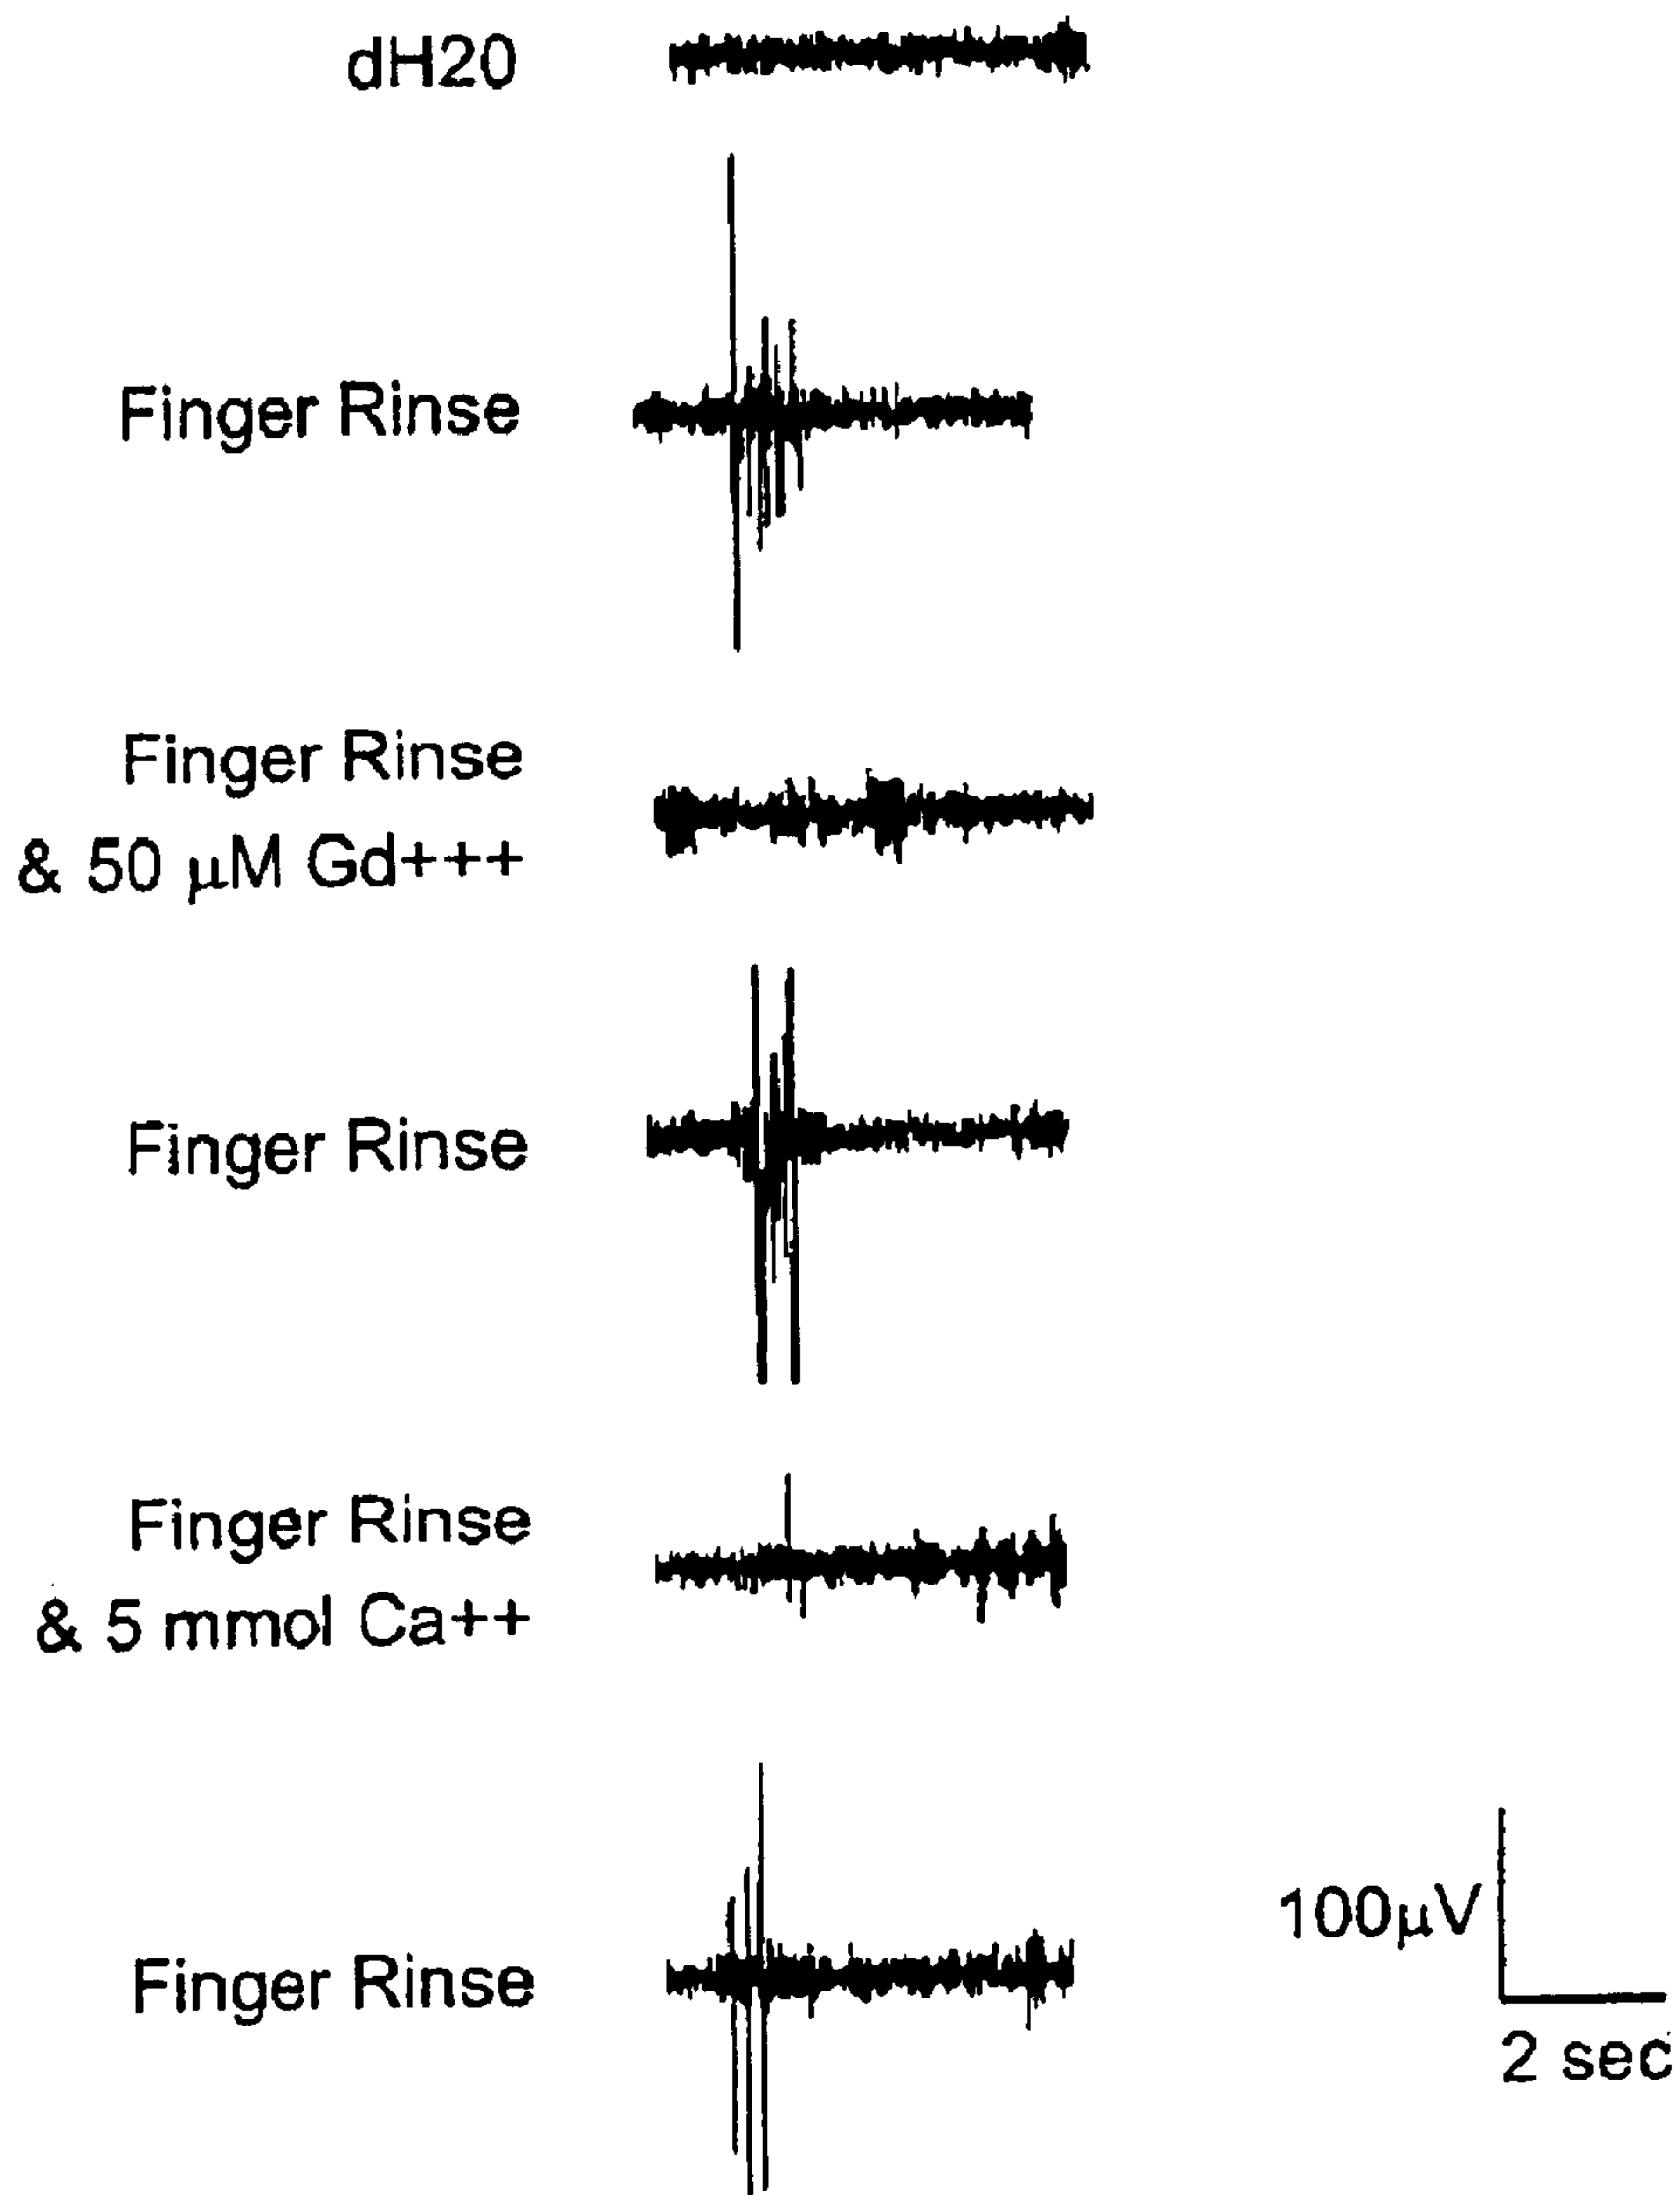 dH20
Finger Rinse
Finger Rinse
& 50 µM Gd+++
Finger Rinse
Finger Rinse
& 5 mmol Ca++
Finger Rinse
100µV
2 sec